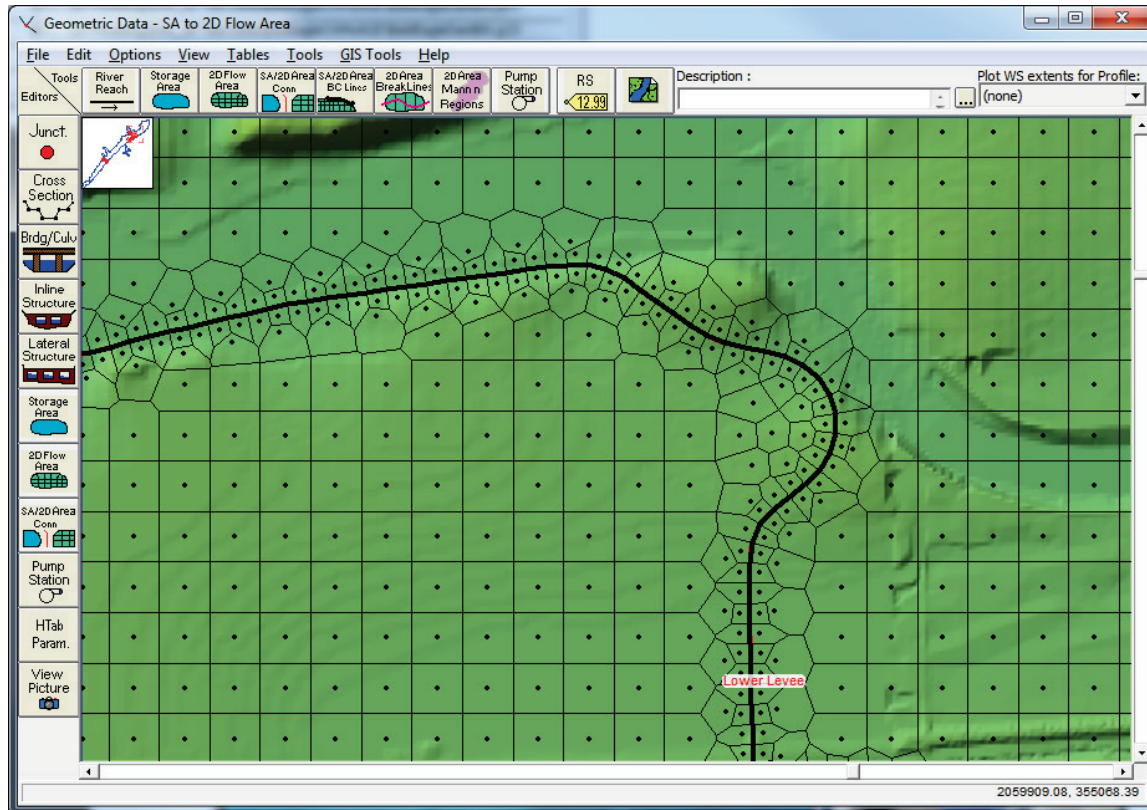 Geometric Data - SA to 2D Flow Area
File Edit Options View Tables Tools GIS Tools Help
Tools
Editors
River
Reach
Storage
Area
2D Flow
Area
SA/2D Area
Conn
SA/2D Area
BC Lines
2D Area
BreakLines
2D Area
Mann n
Regions
Pump
Station
RS
12.99
Description :
...
Plot WS extents for Profile:
(none)
Junct.
Cross
Section
Brdg/Culv
Inline
Structure
Lateral
Structure
Storage
Area
2D Flow
Area
SA/2D Area
Conn
Pump
Station
HTab
Param.
View
Picture
Lower Levee
2059909.08, 355068.39